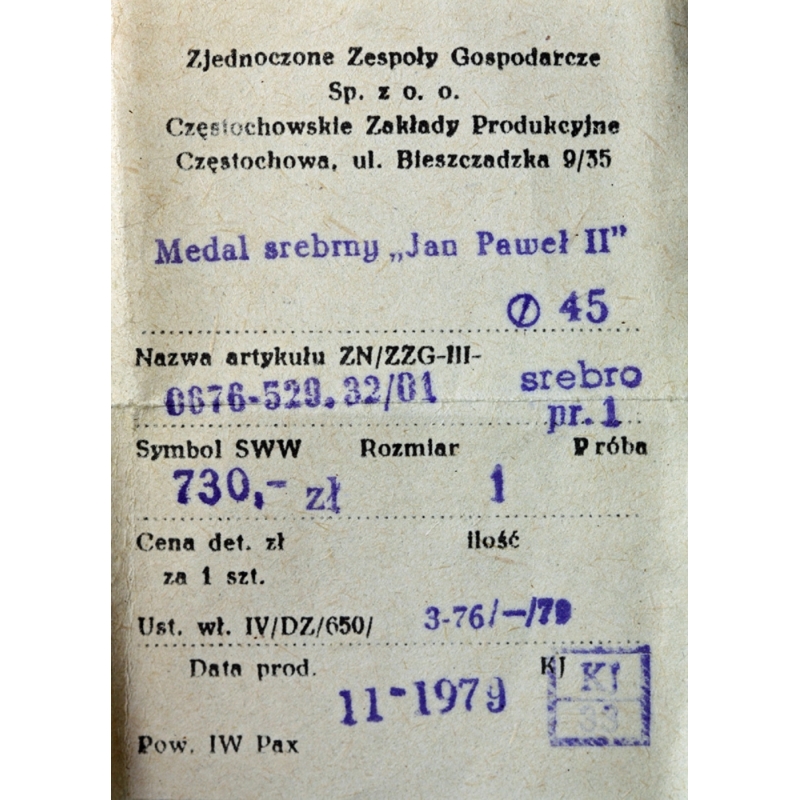 Zjednoczone Zespoły Gospodarcze
Sp. z o. o.
Częstochowskie Zakłady Produkcyjne
Częstochowa, ul. Bieszczadzka 9/35
Medal srebrny „Jan Paweł II”
∅ 45
Nazwa artykułu ZN/ZZG-III-
0676-529.32/01 srebro
pr. 1
Symbol SWW Rozmiar Próba
730,- zł 1
Cena det. zł Ilość
za 1 szt.
Ust. wł. IV/DZ/650/ 3-76/-/79
Data prod. KJ KJ
11-1979 33
Pow. IW Pax